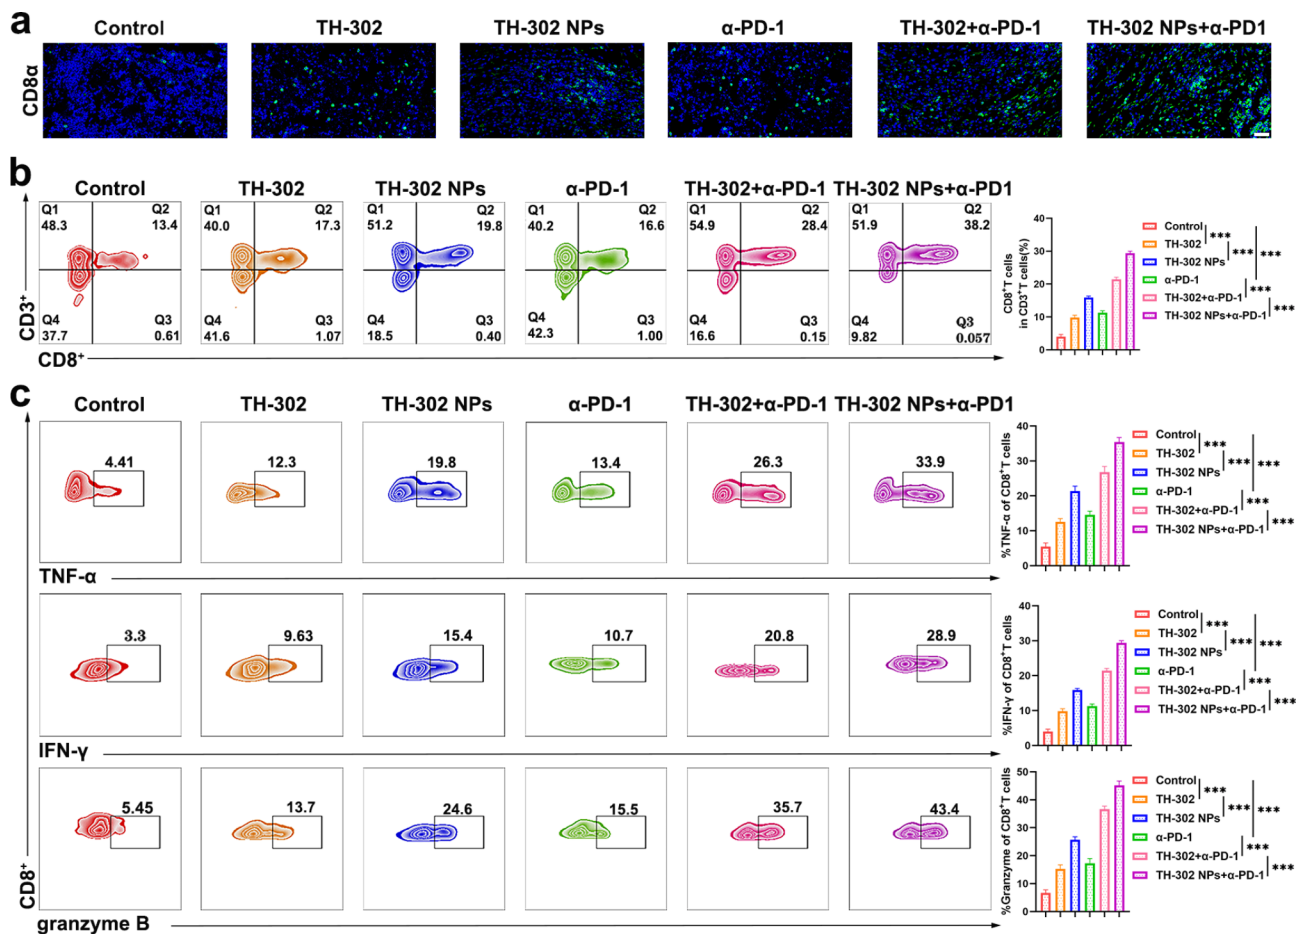 a
Control TH-302 TH-302 NPs α-PD-1 TH-302+α-PD-1 TH-302 NPs+α-PD1
CD8α
b
Control TH-302 TH-302 NPs α-PD-1 TH-302+α-PD-1 TH-302 NPs+α-PD1
Q1 Q2 Q1 Q2 Q1 Q2 Q1 Q2 Q1 Q2 Q1 Q2
48.3 13.4 40.0 17.3 51.2 19.8 40.2 16.6 54.9 28.4 51.9 38.2
Q4 Q3 Q4 Q3 Q4 Q3 Q4 Q3 Q4 Q3 Q4 Q3
37.7 0.61 41.6 1.07 18.5 0.40 42.3 1.00 16.6 0.15 9.82 0.057
CD3⁺
CD8⁺
CD8⁺T cells
in CD3⁺T cells(%)
40
30
20
10
0
Control
TH-302 ***
TH-302 NPs *** ***
α-PD-1
TH-302+α-PD-1 ***
TH-302 NPs+α-PD-1 ***
c
Control TH-302 TH-302 NPs α-PD-1 TH-302+α-PD-1 TH-302 NPs+α-PD1
4.41 12.3 19.8 13.4 26.3 33.9
TNF-α
%TNF-α of CD8⁺T cells
40
30
20
10
0
Control
TH-302 ***
TH-302 NPs *** ***
α-PD-1
TH-302+α-PD-1 ***
TH-302 NPs+α-PD-1 ***
3.3 9.63 15.4 10.7 20.8 28.9
IFN-γ
%IFN-γ of CD8⁺T cells
40
30
20
10
0
Control
TH-302 ***
TH-302 NPs *** ***
α-PD-1
TH-302+α-PD-1 ***
TH-302 NPs+α-PD-1 ***
5.45 13.7 24.6 15.5 35.7 43.4
CD8⁺
granzyme B
%Granzyme of CD8⁺T cells
50
40
30
20
10
0
Control
TH-302 ***
TH-302 NPs *** ***
α-PD-1
TH-302+α-PD-1 ***
TH-302 NPs+α-PD-1 ***